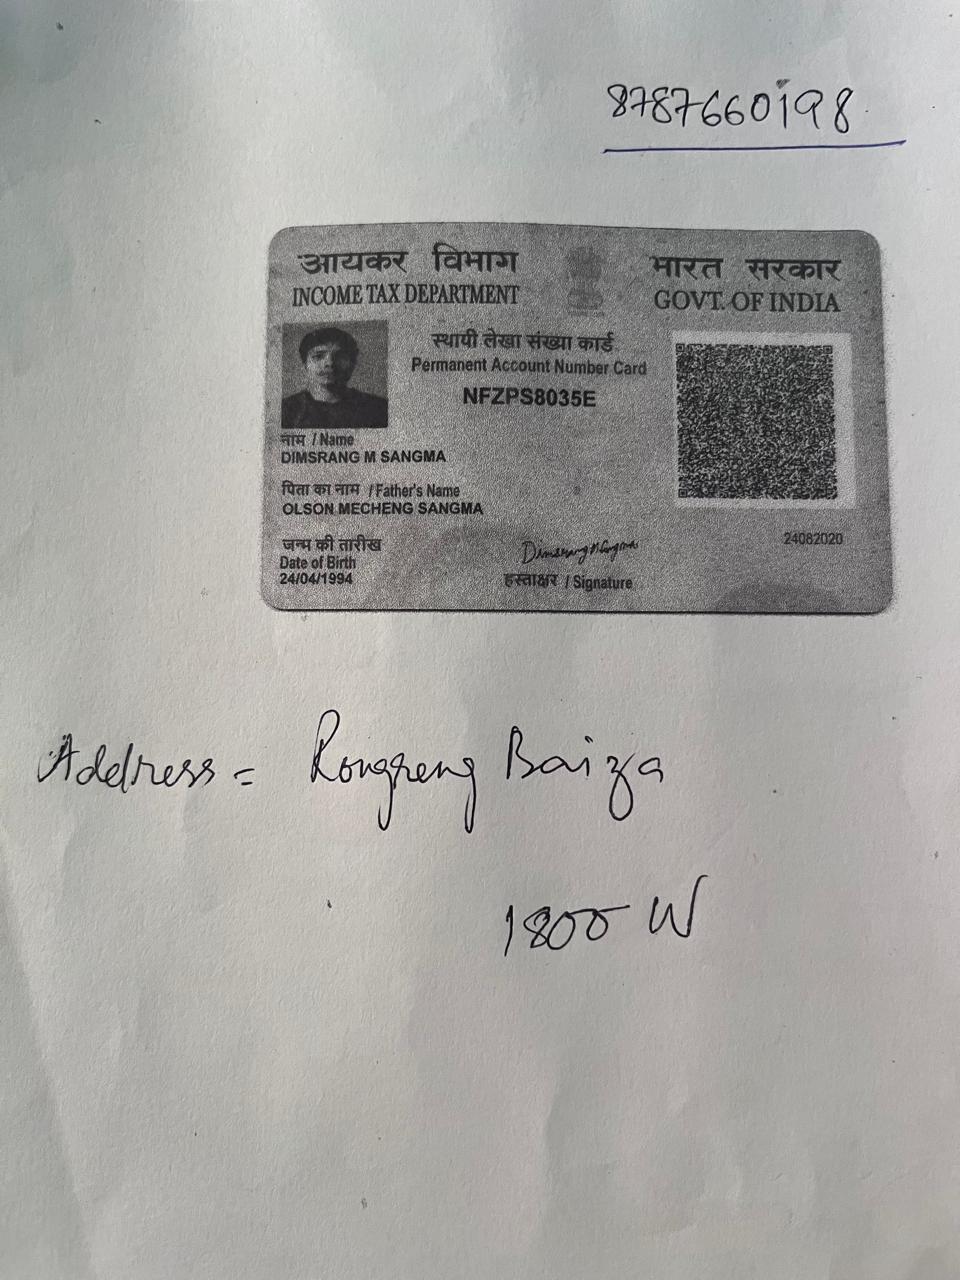 8787660198
आयकर विभाग
INCOME TAX DEPARTMENT
भारत सरकार
GOVT. OF INDIA
स्थायी लेखा संख्या कार्ड
Permanent Account Number Card
NFZPS8035E
नाम / Name
DIMSRANG M SANGMA
पिता का नाम / Father's Name
OLSON MECHENG SANGMA
जन्म की तारीख
Date of Birth
24/04/1994
Dimsrang M Sangma
हस्ताक्षर / Signature
24082020
Address = Rongreng Baiza
1800 W